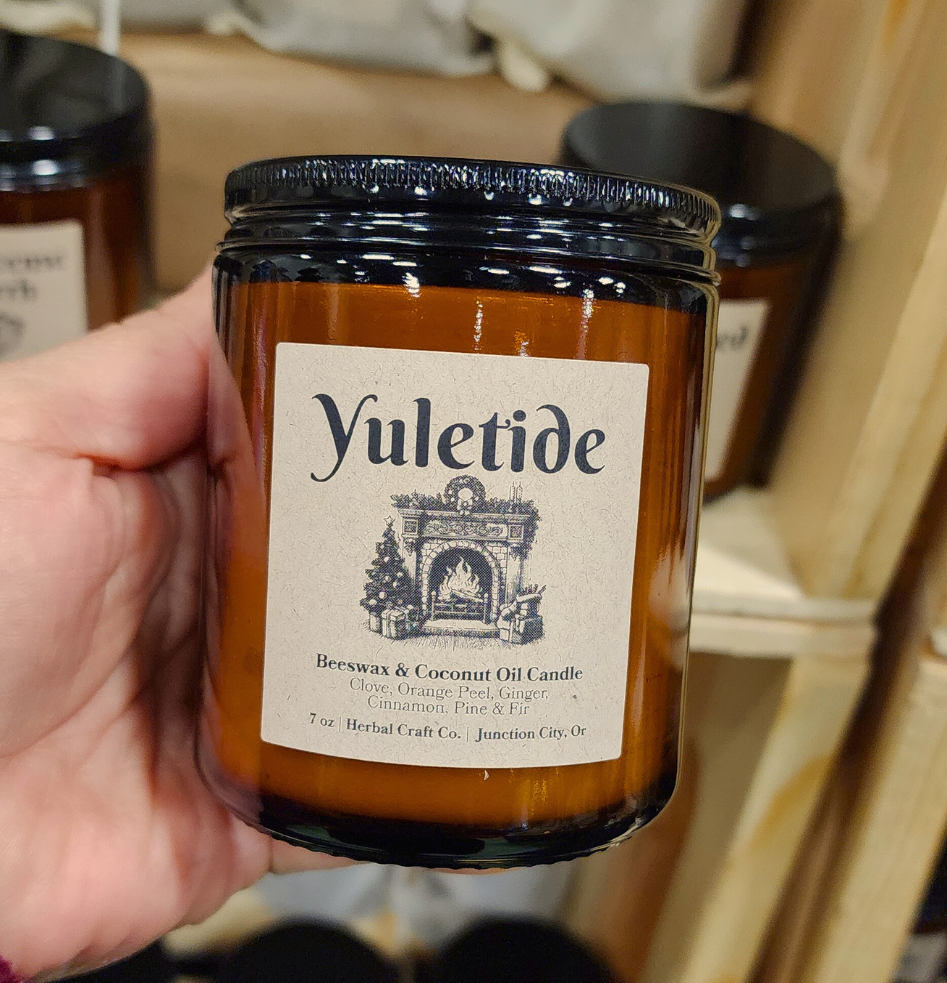 Yuletide
Beeswax & Coconut Oil Candle
Clove, Orange Peel, Ginger,
Cinnamon, Pine & Fir
7 oz | Herbal Craft Co. | Junction City, Or